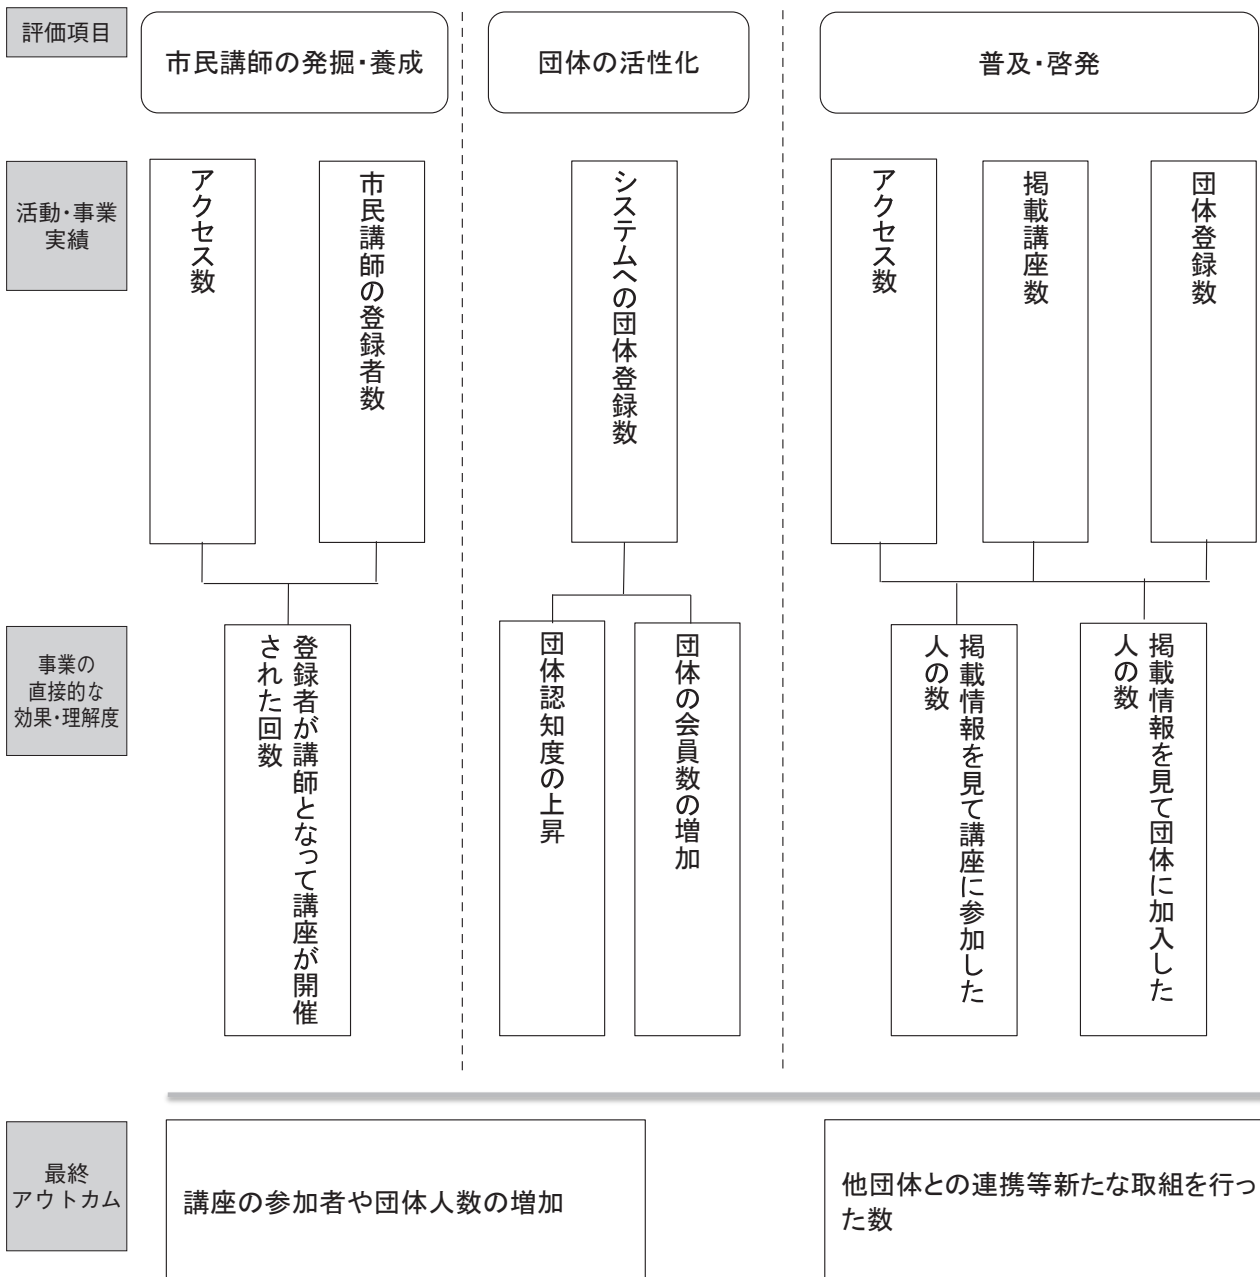 評価項目
市民講師の発掘・養成
団体の活性化
普及・啓発
活動・事業
実績
アクセス数
市民講師の登録者数
システムへの団体登録数
アクセス数
掲載講座数
団体登録数
事業の
直接的な
効果・理解度
登録者が講師となって講座が開催
された回数
団体認知度の上昇
団体の会員数の増加
掲載情報を見て講座に参加した
人の数
掲載情報を見て団体に加入した
人の数
最終
アウトカム
講座の参加者や団体人数の増加
他団体との連携等新たな取組を行っ
た数